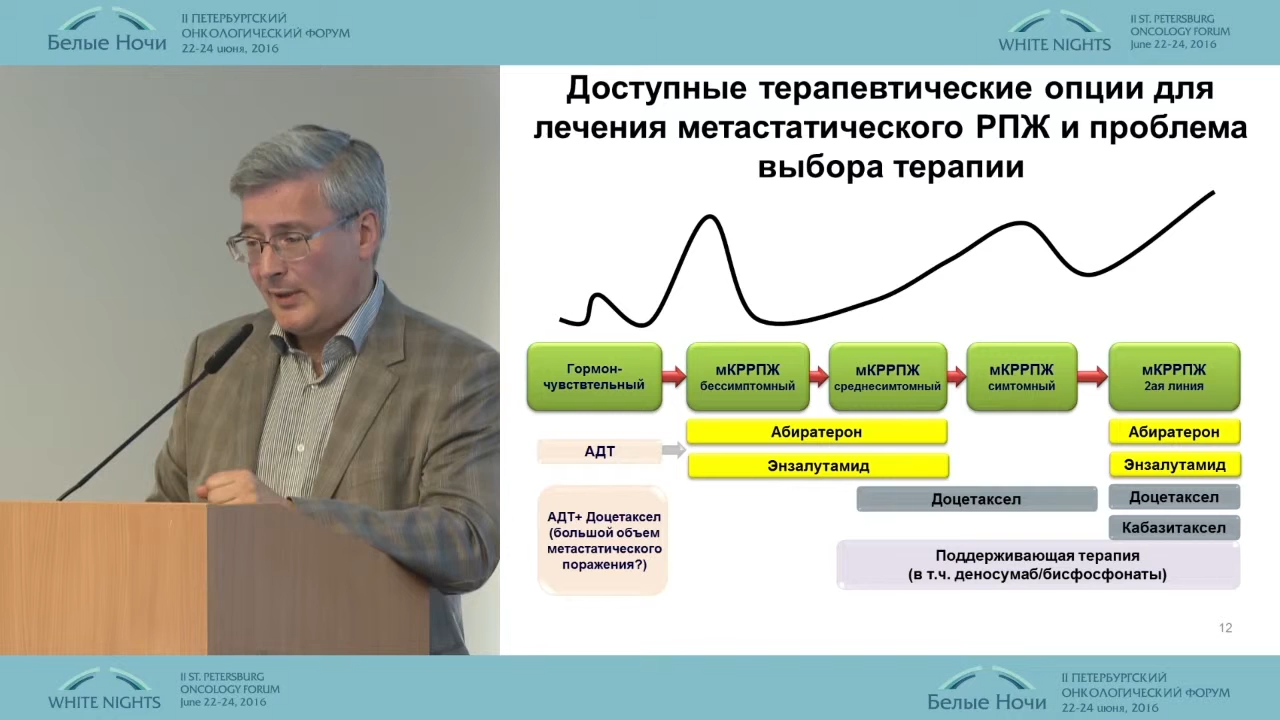 Белые Ночи
II ПЕТЕРБУРГСКИЙ
ОНКОЛОГИЧЕСКИЙ ФОРУМ
22-24 июня, 2016
WHITE NIGHTS
II ST. PETERSBURG
ONCOLOGY FORUM
June 22-24, 2016
Доступные терапевтические опции для
лечения метастатического РПЖ и проблема
выбора терапии
Гормон-
чувствтельный
мКРРПЖ
бессимптомный
мКРРПЖ
среднесимтомный
мКРРПЖ
симтомный
мКРРПЖ
2ая линия
АДТ
Абиратерон
Абиратерон
Энзалутамид
Энзалутамид
АДТ+ Доцетаксел
(большой объем
метастатического
поражения?)
Доцетаксел
Доцетаксел
Кабазитаксел
Поддерживающая терапия
(в т.ч. деносумаб/бисфосфонаты)
12
WHITE NIGHTS
II ST. PETERSBURG
ONCOLOGY FORUM
June 22-24, 2016
Белые Ночи
II ПЕТЕРБУРГСКИЙ
ОНКОЛОГИЧЕСКИЙ ФОРУМ
22-24 июня, 2016